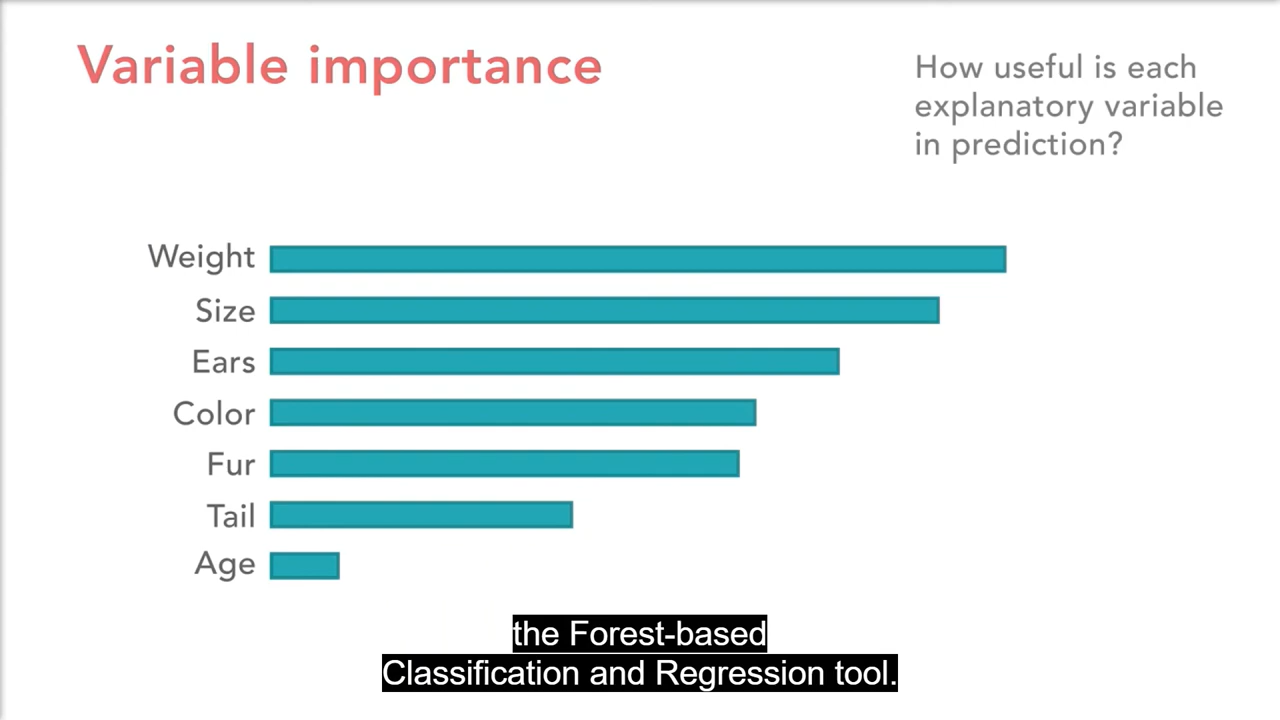 Variable importance
How useful is each
explanatory variable
in prediction?
Weight
Size
Ears
Color
Fur
Tail
Age
the Forest-based
Classification and Regression tool.